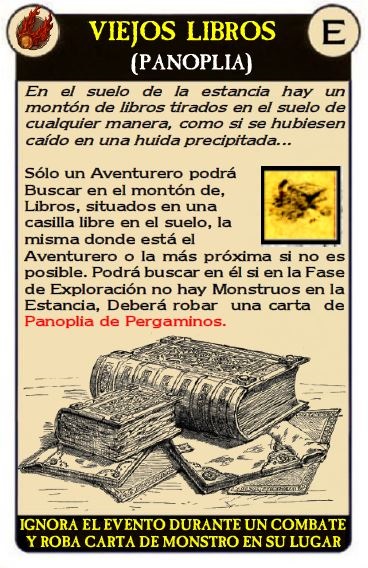 VIEJOS LIBROS
E
(PANOPLIA)
En el suelo de la estancia hay un
montón de libros tirados en el suelo de
cualquier manera, como si se hubiesen
caído en una huida precipitada...
Sólo un Aventurero podrá
Buscar en el montón de,
Libros, situados en una
casilla libre en el suelo, la
misma donde está el
Aventurero o la más próxima si no es
posible. Podrá buscar en él si en la Fase
de Exploración no hay Monstruos en la
Estancia, Deberá robar una carta de
Panoplia de Pergaminos.
IGNORA EL EVENTO DURANTE UN COMBATE
Y ROBA CARTA DE MONSTRO EN SU LUGAR